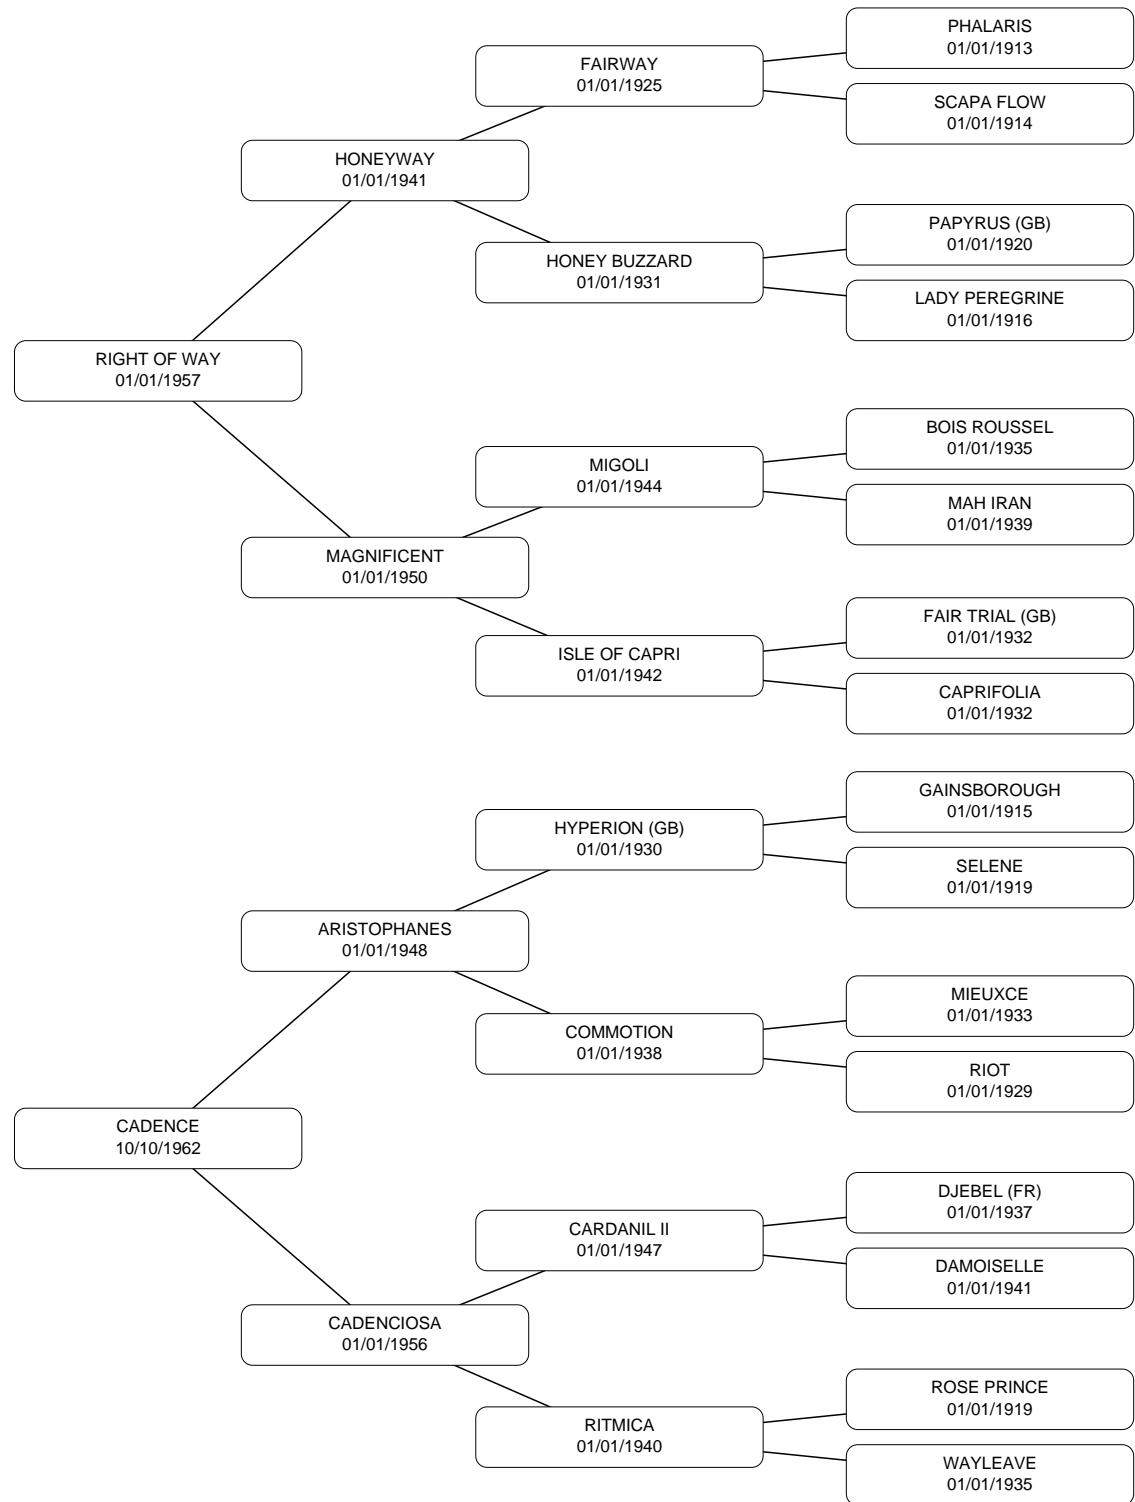 PHALARIS
01/01/1913
FAIRWAY
01/01/1925
SCAPA FLOW
01/01/1914
HONEYWAY
01/01/1941
PAPYRUS (GB)
01/01/1920
HONEY BUZZARD
01/01/1931
LADY PEREGRINE
01/01/1916
RIGHT OF WAY
01/01/1957
BOIS ROUSSEL
01/01/1935
MIGOLI
01/01/1944
MAH IRAN
01/01/1939
MAGNIFICENT
01/01/1950
FAIR TRIAL (GB)
01/01/1932
ISLE OF CAPRI
01/01/1942
CAPRIFOLIA
01/01/1932
GAINSBOROUGH
01/01/1915
HYPERION (GB)
01/01/1930
SELENE
01/01/1919
ARISTOPHANES
01/01/1948
MIEUXCE
01/01/1933
COMMOTION
01/01/1938
RIOT
01/01/1929
CADENCE
10/10/1962
DJEBEL (FR)
01/01/1937
CARDANIL II
01/01/1947
DAMOISELLE
01/01/1941
CADENCIOSA
01/01/1956
ROSE PRINCE
01/01/1919
RITMICA
01/01/1940
WAYLEAVE
01/01/1935